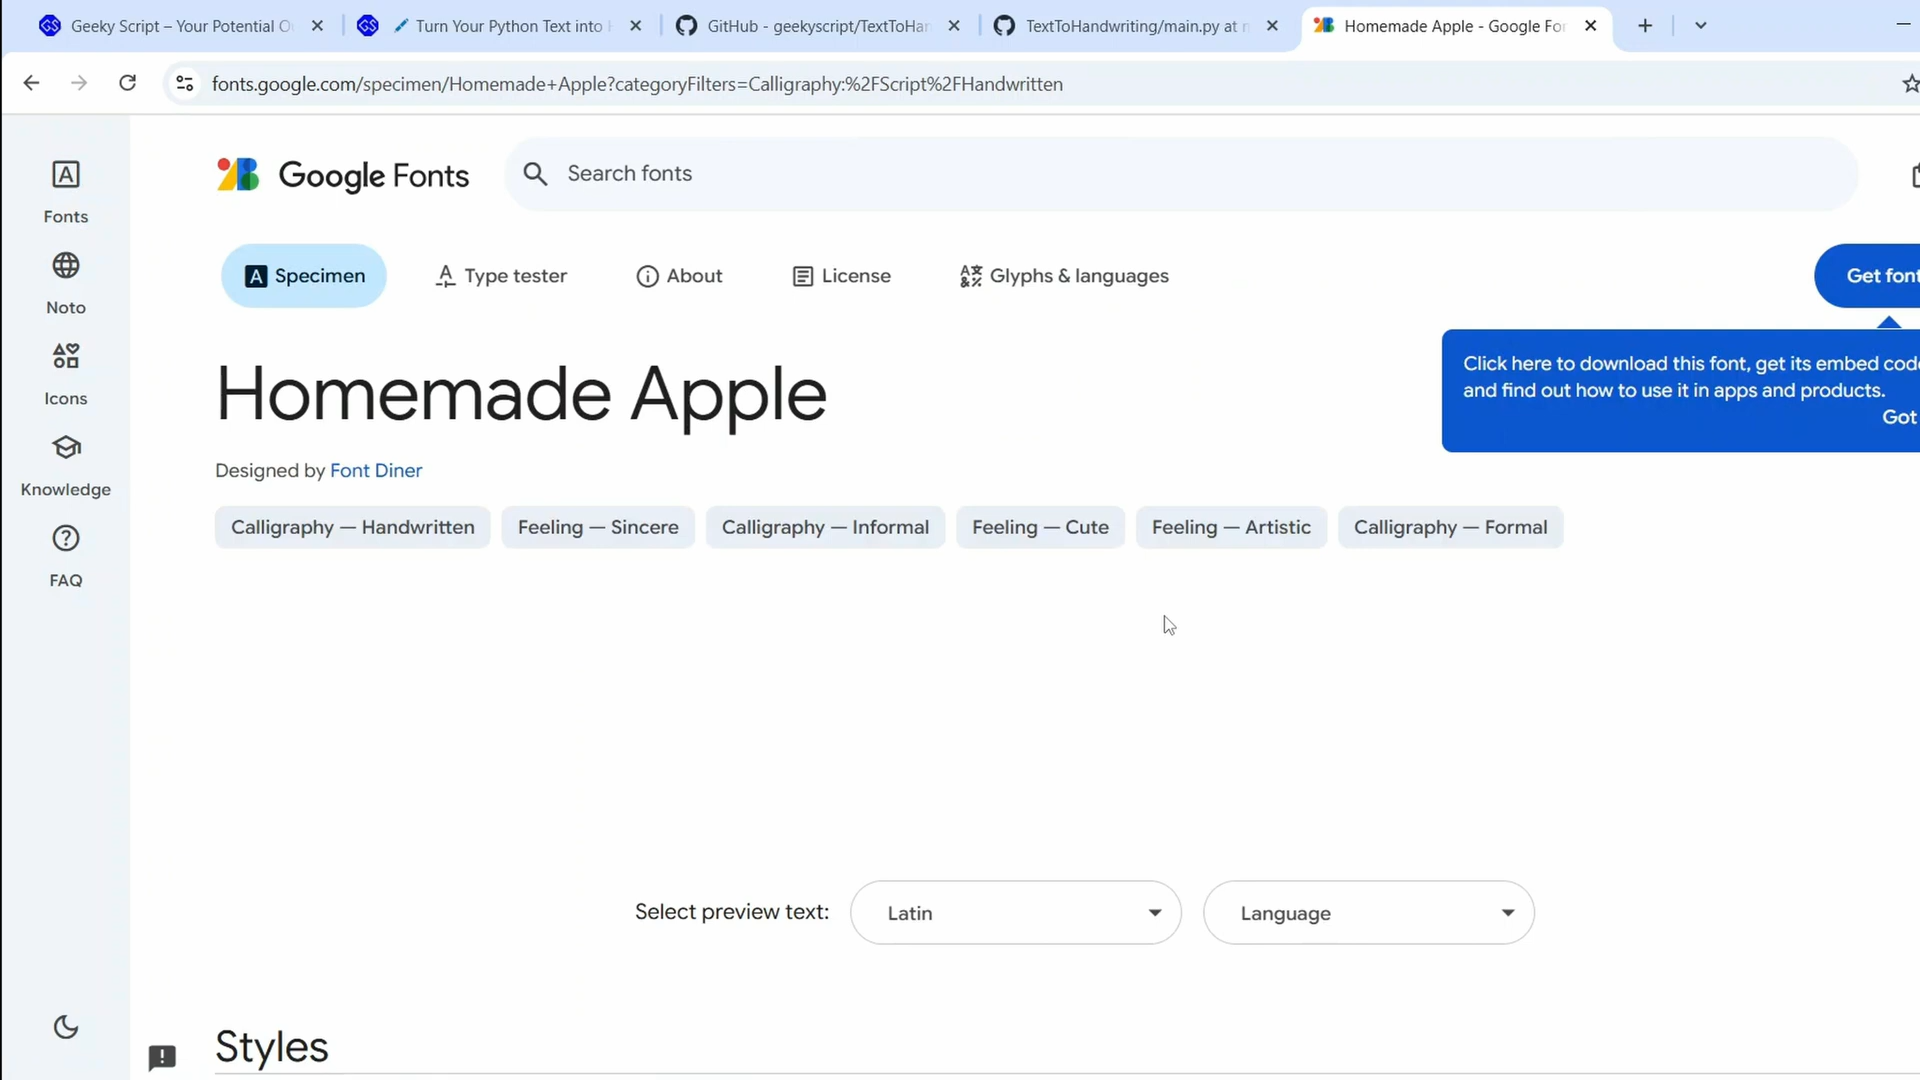 Geeky Script – Your Potential O
Turn Your Python Text into
GitHub - geekyscript/TextToHan
TextToHandwriting/main.py at
Homemade Apple - Google Fo
fonts.google.com/specimen/Homemade+Apple?categoryFilters=Calligraphy:%2FScript%2FHandwritten
Google Fonts
Search fonts
Fonts
Noto
Icons
Knowledge
FAQ
Specimen
Type tester
About
License
Glyphs & languages
Get font
Click here to download this font, get its embed code
and find out how to use it in apps and products.
Got
Homemade Apple
Designed by Font Diner
Calligraphy — Handwritten
Feeling — Sincere
Calligraphy — Informal
Feeling — Cute
Feeling — Artistic
Calligraphy — Formal
Select preview text:
Latin
Language
Styles